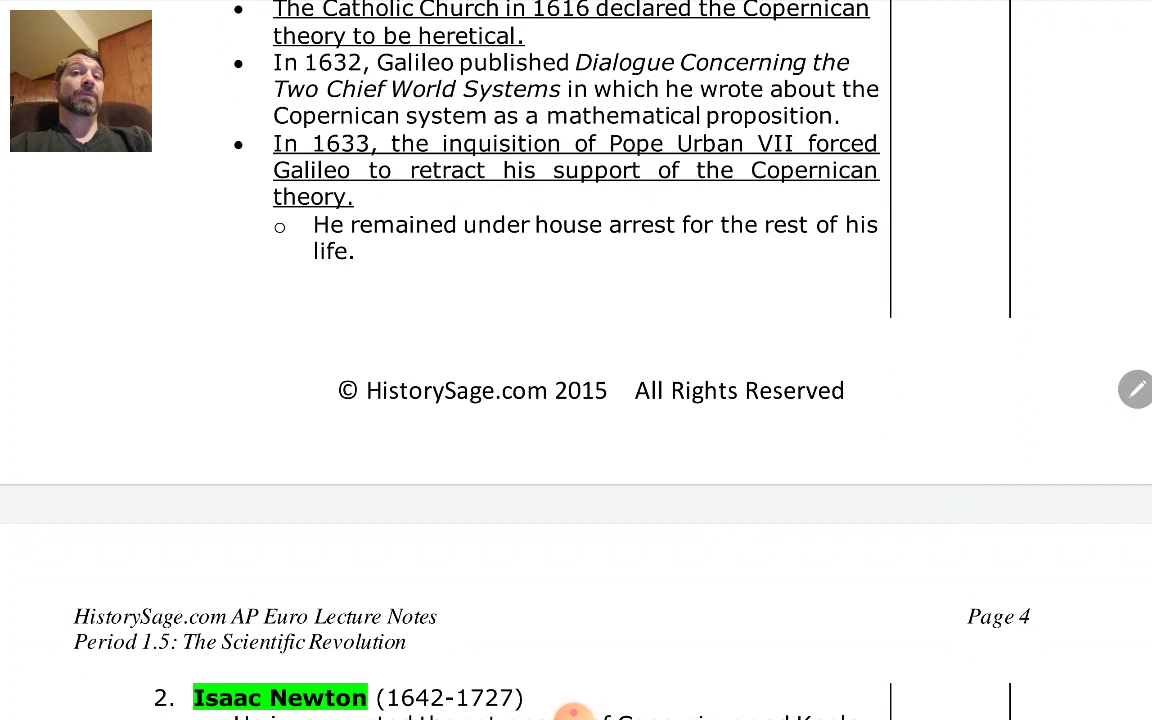 The Catholic Church in 1616 declared the Copernican
theory to be heretical.
In 1632, Galileo published Dialogue Concerning the
Two Chief World Systems in which he wrote about the
Copernican system as a mathematical proposition.
In 1633, the inquisition of Pope Urban VII forced
Galileo to retract his support of the Copernican
theory.
He remained under house arrest for the rest of his
life.
© HistorySage.com 2015 All Rights Reserved
HistorySage.com AP Euro Lecture Notes Page 4
Period 1.5: The Scientific Revolution
2. Isaac Newton (1642-1727)